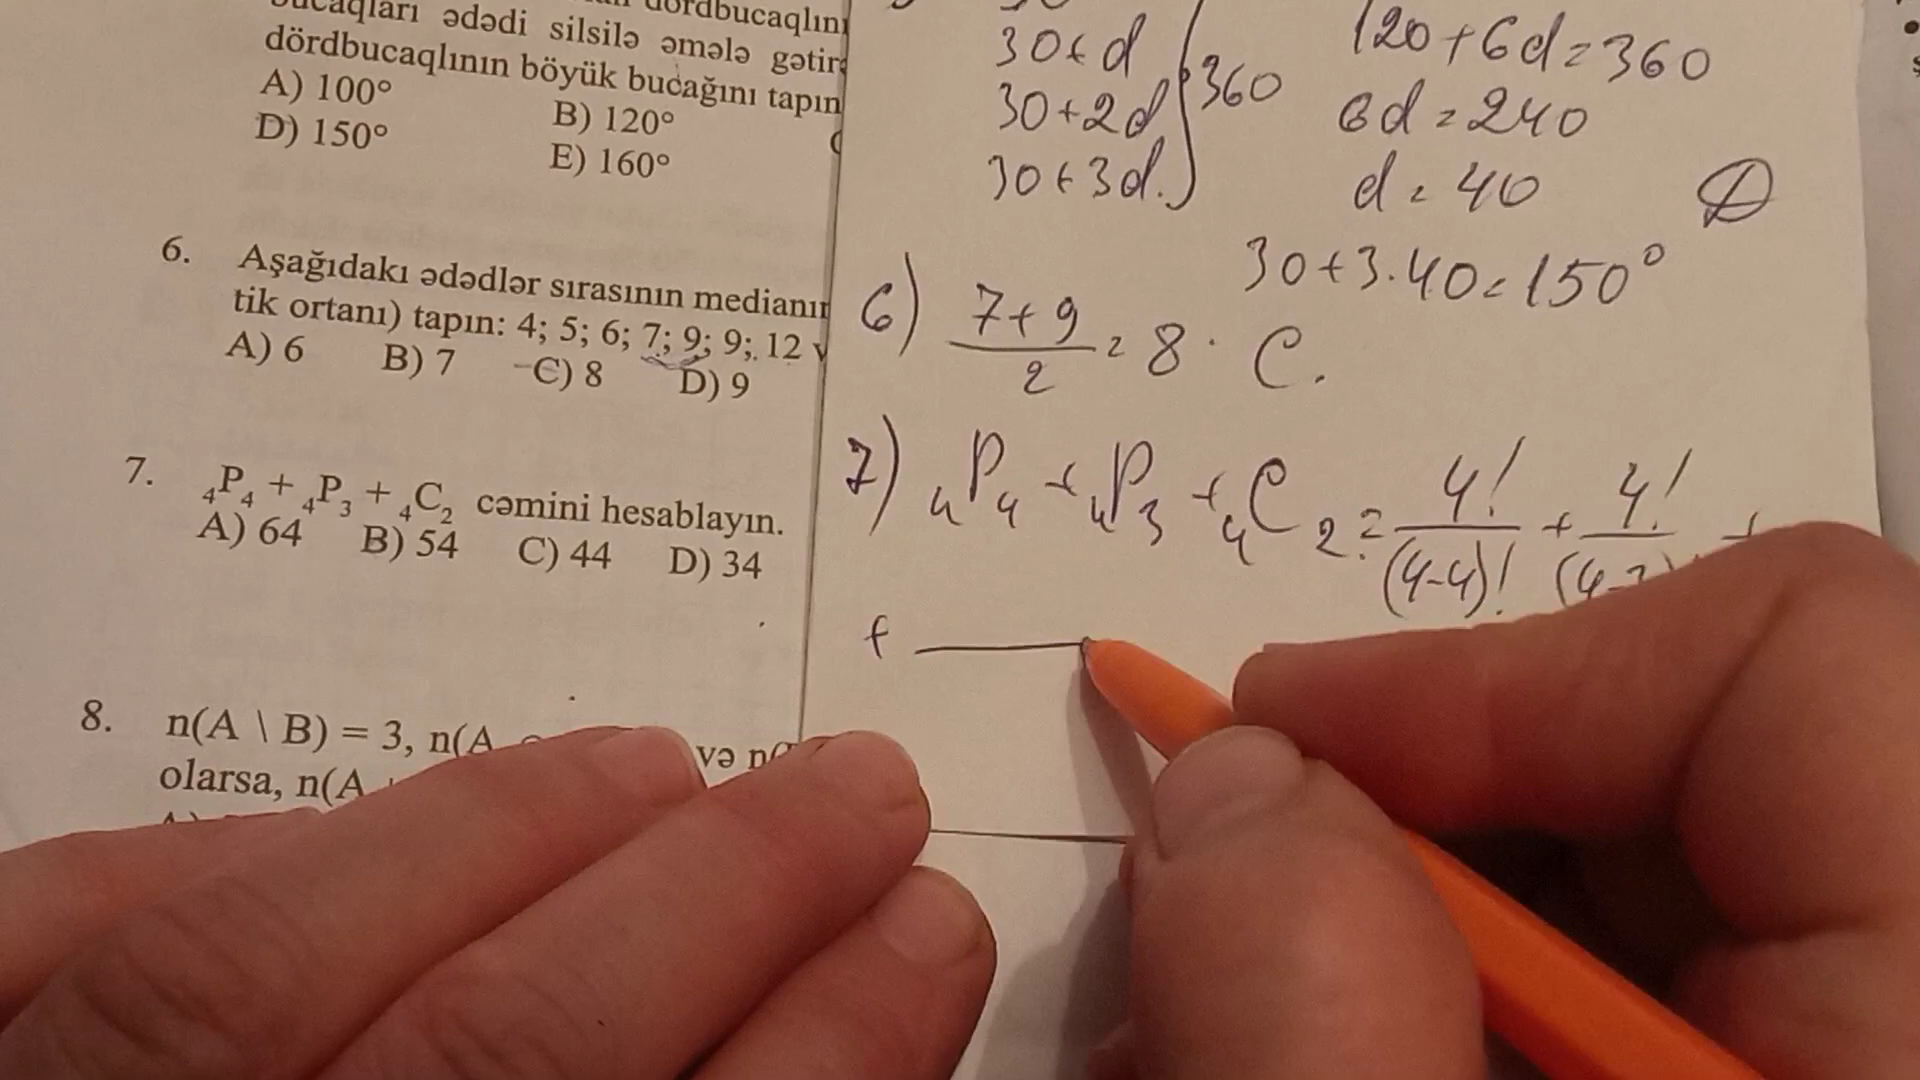 bucaqları ədədi silsilə əmələ
dördbucaqlının böyük bucağını tapın
A) 100°
B) 120°
D) 150°
E) 160°
6. Aşağıdakı ədədlər sırasının
tik ortanı) tapın: 4; 5; 6; 7; 9; 9; 12
A) 6 B) 7 C) 8 D) 9
7. ₄P₄ + ₄P₃ + ₄C₂ cəmini hesablayın.
A) 64 B) 54 C) 44 D) 34
8. n(A \ B) = 3, n(A və
olarsa, n(A
30+d
30+2d
30+3d
360
120+6d=360
6d=240
d=40
D
30+3·40=150°
6) (7+9)/2=8. C.
7) ₄P₄+₄P₃+₄C₂=4!/(4-4)!+4!/(4-3)! +
+